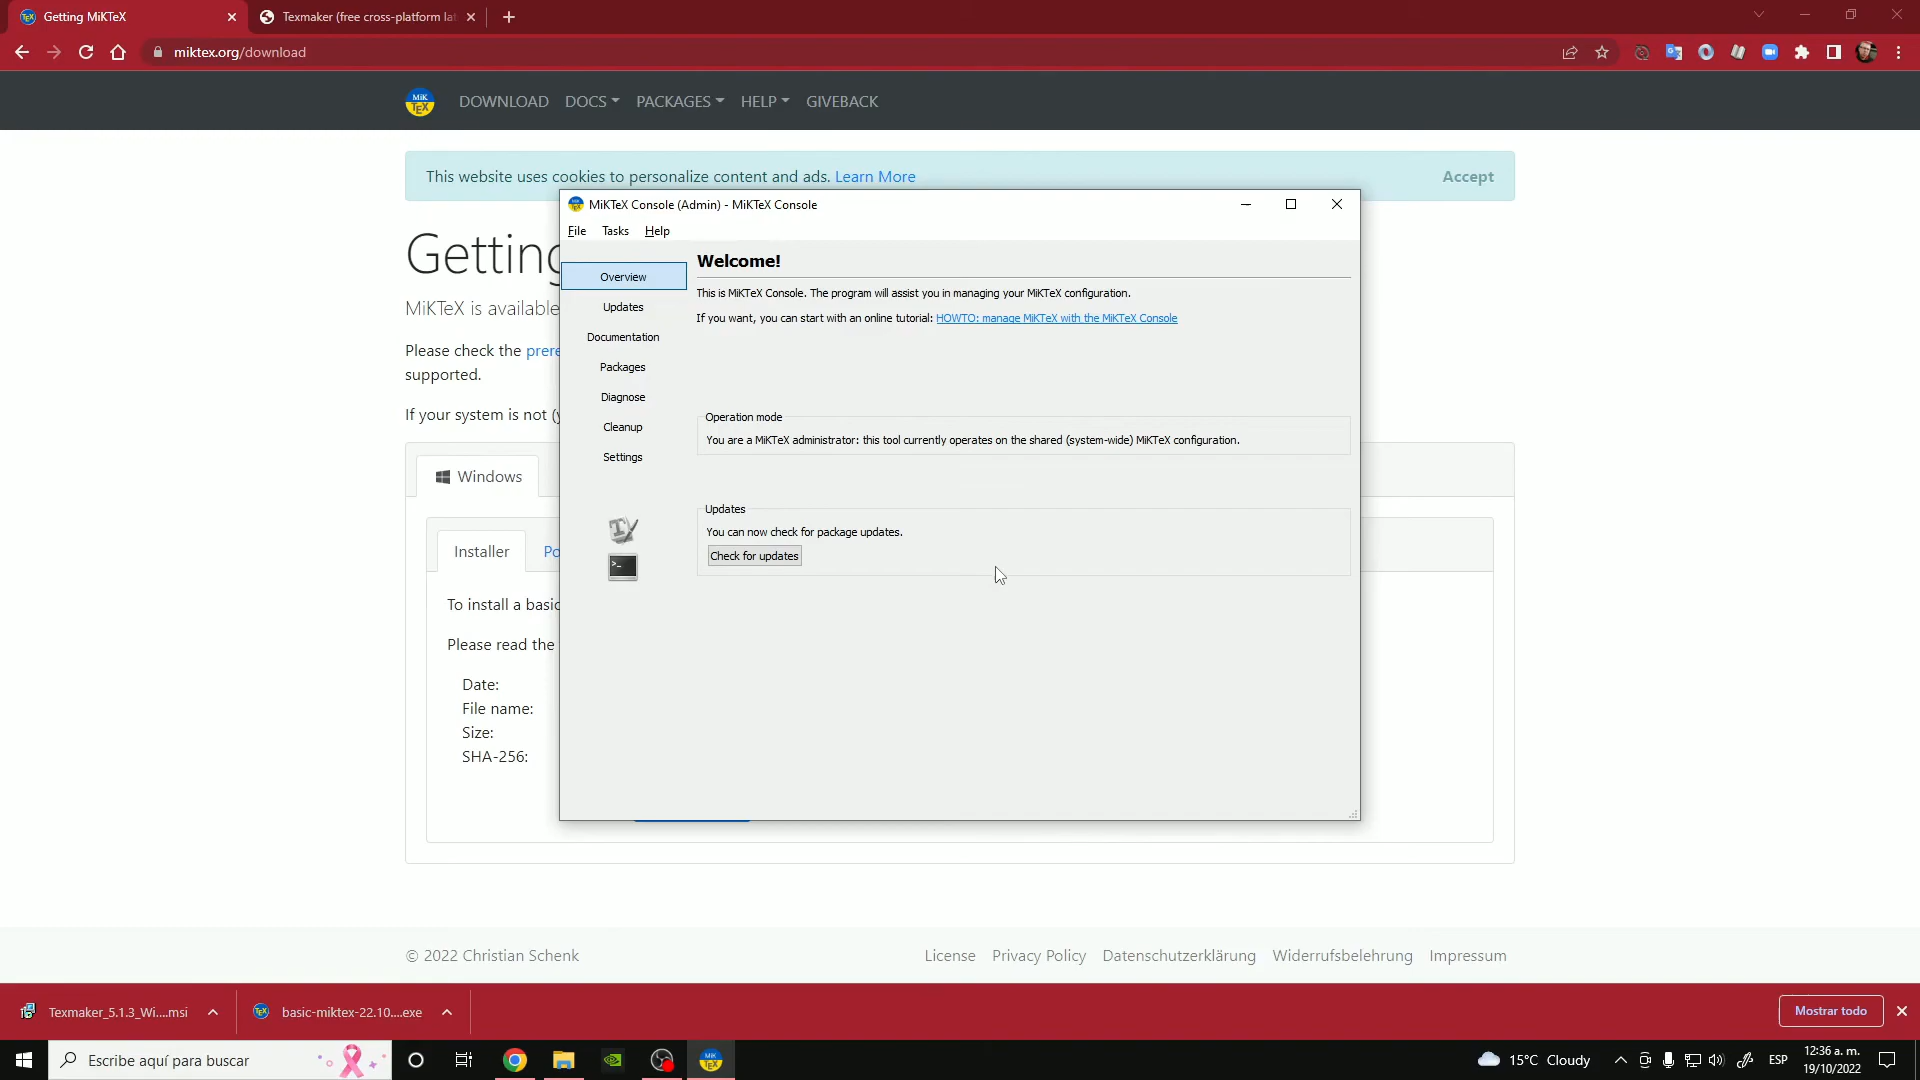 Getting MiKTeX
Texmaker (free cross-platform lat
miktex.org/download
MiK
TEX
DOWNLOAD
DOCS
PACKAGES
HELP
GIVEBACK
This website uses cookies to personalize content and ads. Learn More
Accept
Getting
MiKTeX is available
Please check the prere
supported.
If your system is not (y
Windows
Installer
Po
To install a basic
Please read the
Date:
File name:
Size:
SHA-256:
MiKTeX Console (Admin) - MiKTeX Console
File
Tasks
Help
Overview
Updates
Documentation
Packages
Diagnose
Cleanup
Settings
Welcome!
This is MiKTeX Console. The program will assist you in managing your MiKTeX configuration.
If you want, you can start with an online tutorial: HOWTO: manage MiKTeX with the MiKTeX Console
Operation mode
You are a MiKTeX administrator: this tool currently operates on the shared (system-wide) MiKTeX configuration.
Updates
You can now check for package updates.
Check for updates
© 2022 Christian Schenk
License
Privacy Policy
Datenschutzerklärung
Widerrufsbelehrung
Impressum
Texmaker_5.1.3_Wi....msi
basic-miktex-22.10....exe
Mostrar todo
Escribe aquí para buscar
15°C Cloudy
ESP
12:36 a. m.
19/10/2022